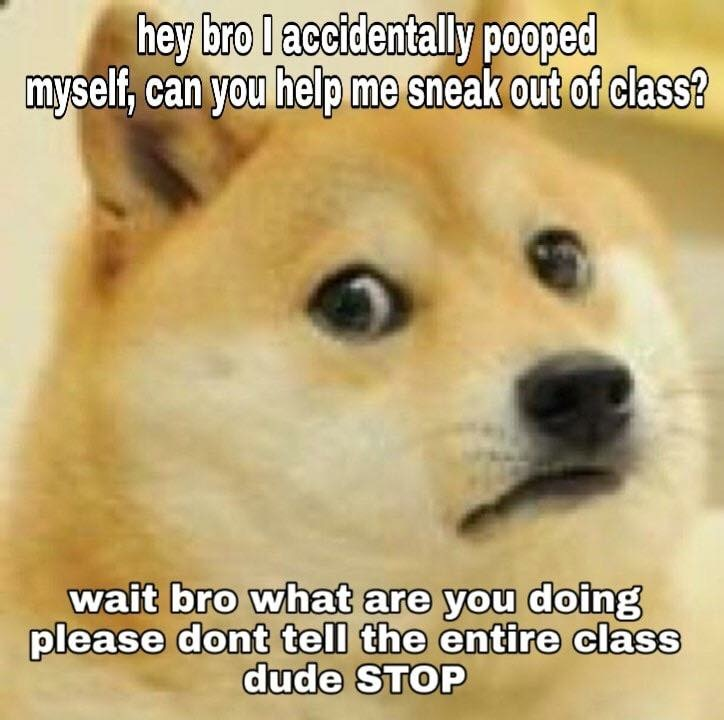 hey bro I accidentally pooped
myself, can you help me sneak out of class?
wait bro what are you doing
please dont tell the entire class
dude STOP